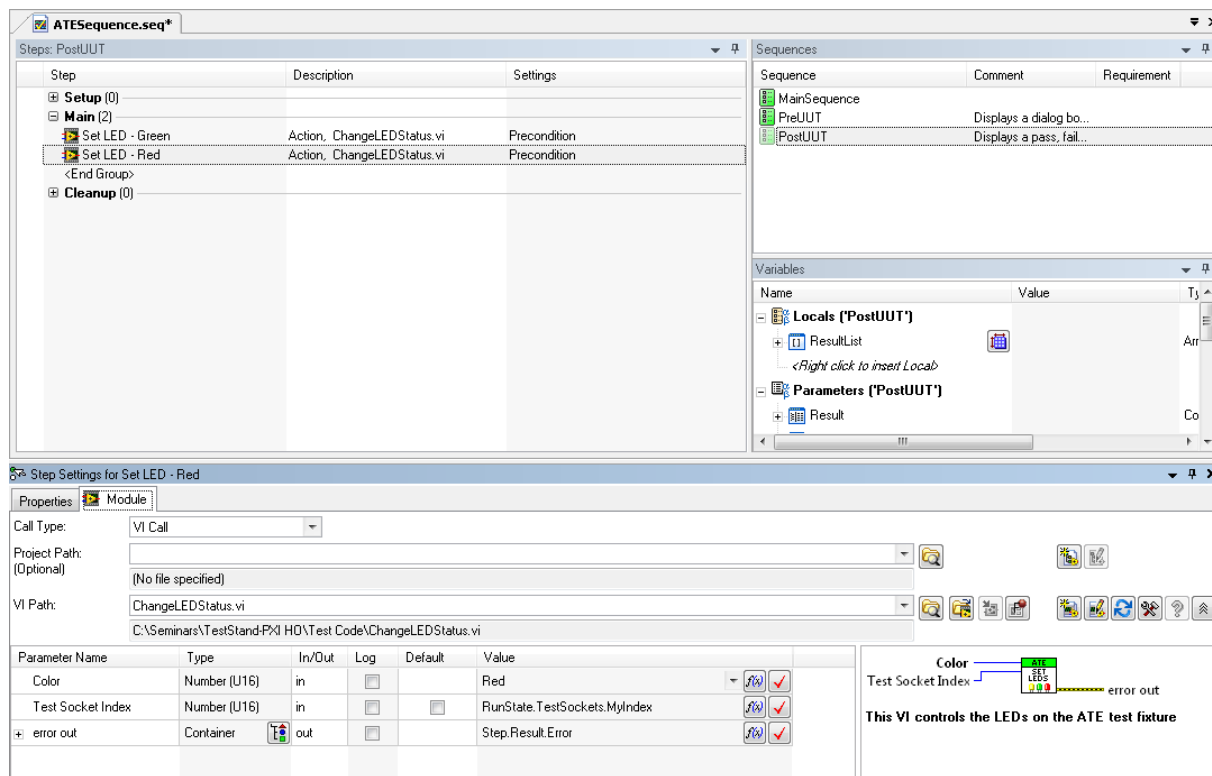 ATESequence.seq*
Steps: PostUUT
Step Description Settings
Setup (0)
Main (2)
Set LED - Green Action, ChangeLEDStatus.vi Precondition
Set LED - Red Action, ChangeLEDStatus.vi Precondition
<End Group>
Cleanup (0)
Sequences
Sequence Comment Requirement
MainSequence
PreUUT Displays a dialog bo...
PostUUT Displays a pass, fail...
Variables
Name Value Ty
Locals ('PostUUT')
ResultList Arr
<Right click to insert Local>
Parameters ('PostUUT')
Result Co
Step Settings for Set LED - Red
Properties Module
Call Type: VI Call
Project Path:
(Optional)
(No file specified)
VI Path: ChangeLEDStatus.vi
C:\Seminars\TestStand-PXI HO\Test Code\ChangeLEDStatus.vi
Parameter Name Type In/Out Log Default Value
Color Number (U16) in Red f(x)
Test Socket Index Number (U16) in RunState.TestSockets.MyIndex f(x)
error out Container out Step.Result.Error f(x)
Color
Test Socket Index
ATE
SET
LEDS
error out
This VI controls the LEDs on the ATE test fixture